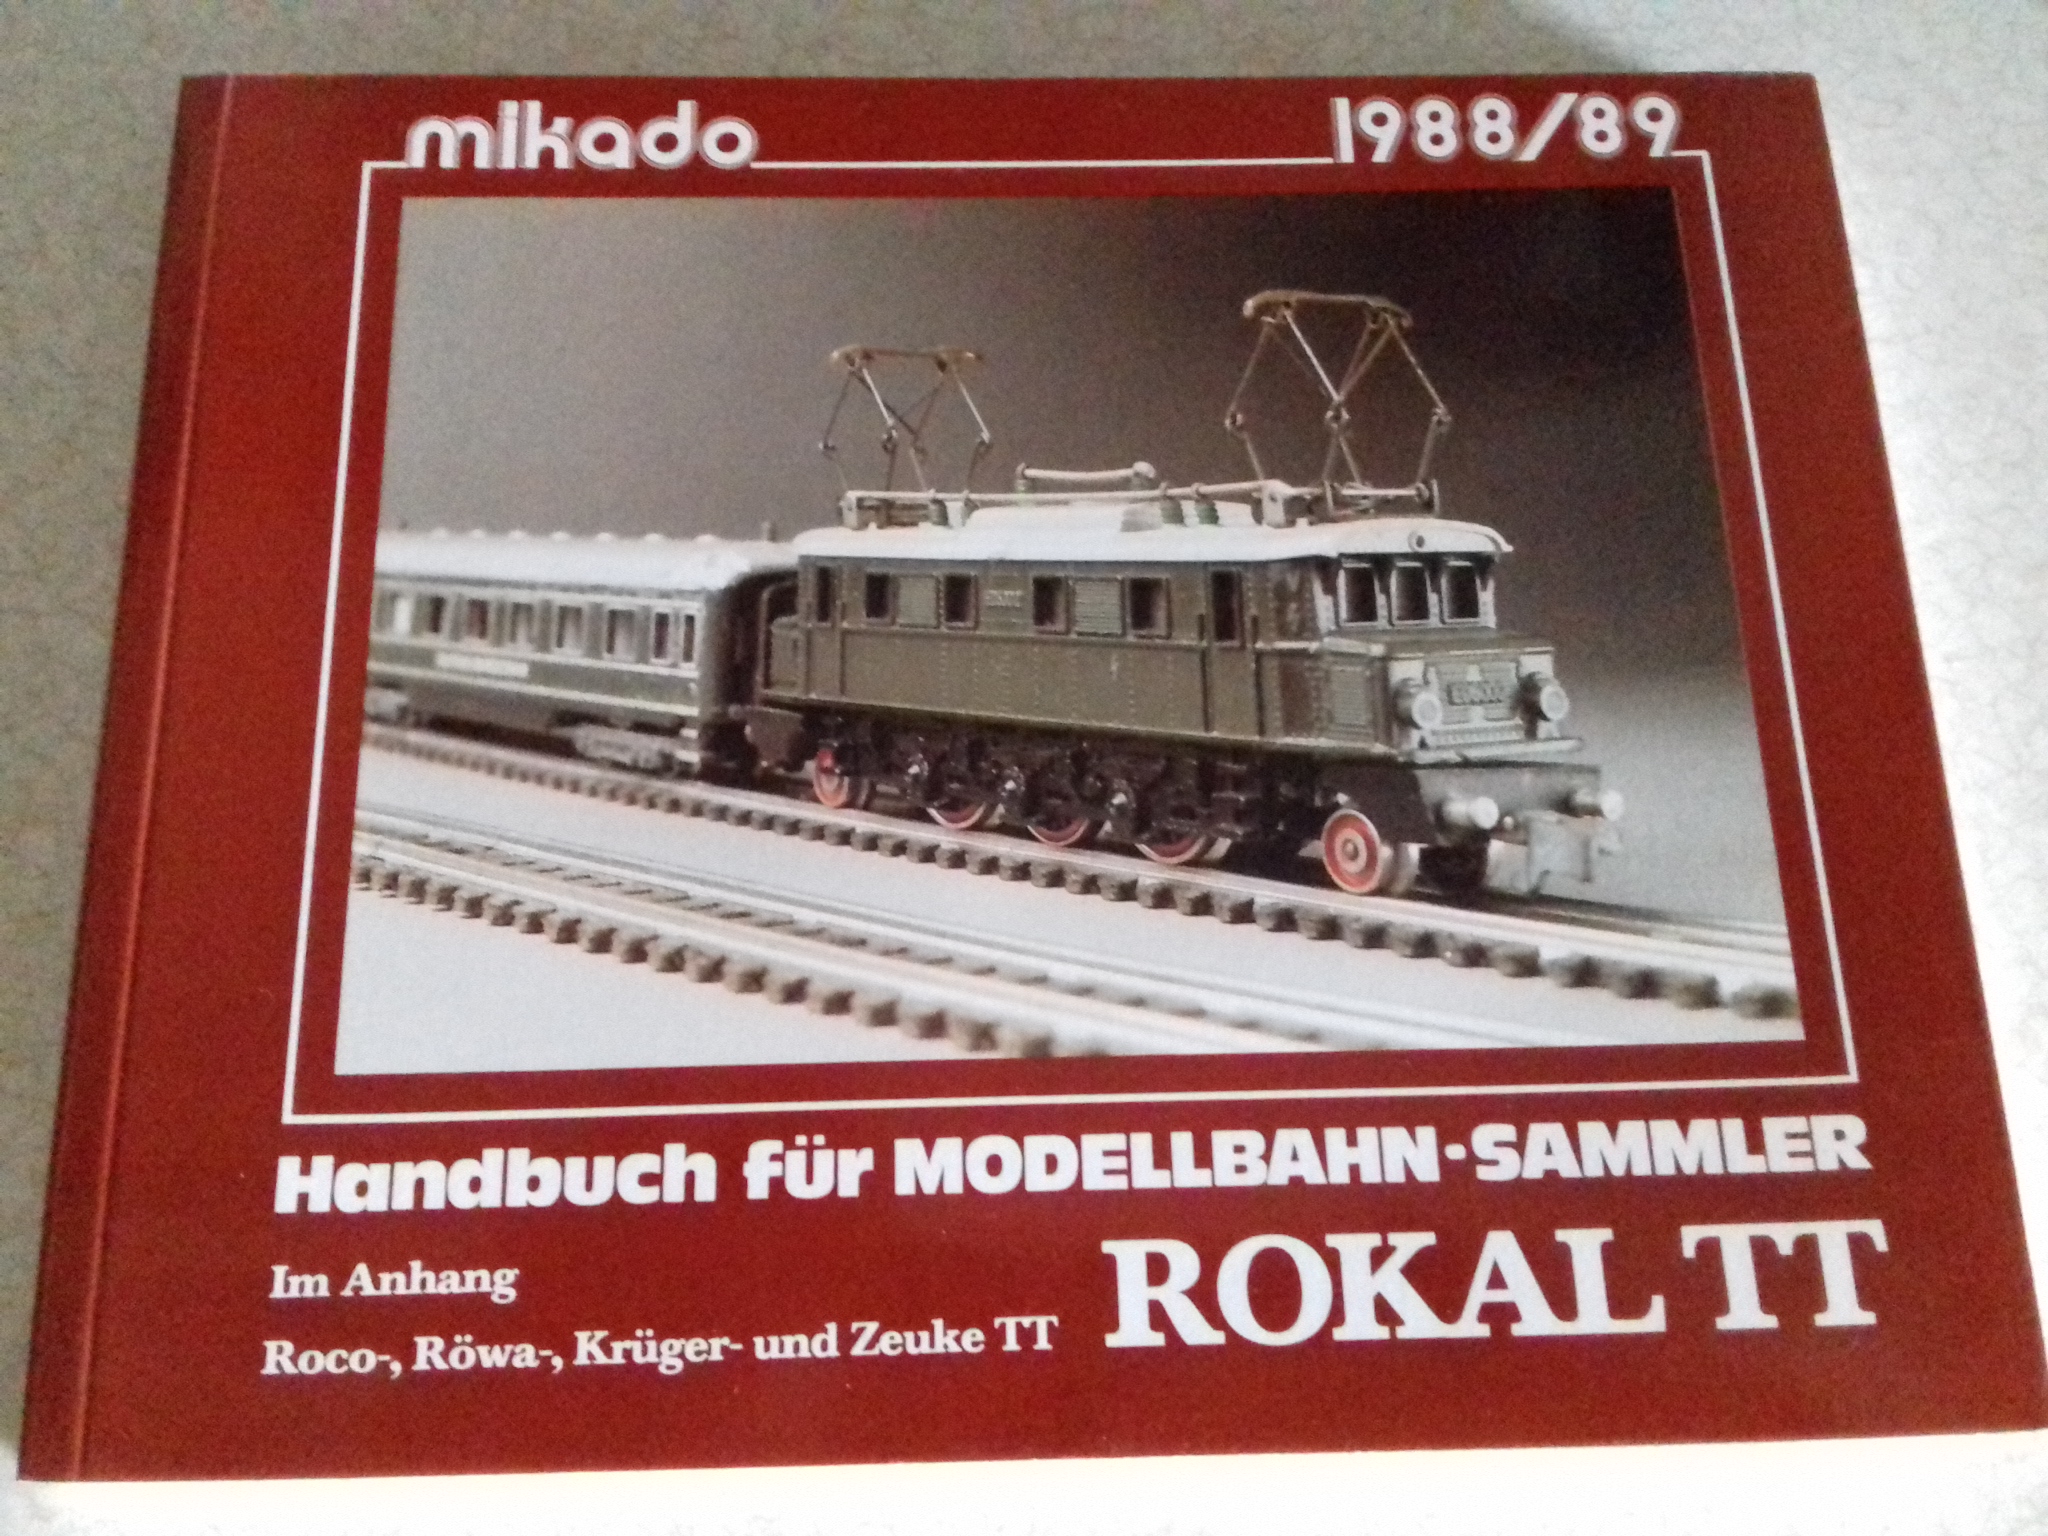 mikado 1988/89
Handbuch für MODELLBAHN-SAMMLER
Im Anhang
Roco-, Röwa-, Krüger- und Zeuke TT
ROKAL TT